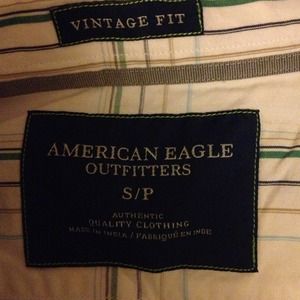 VINTAGE FIT
AMERICAN EAGLE
OUTFITTERS
S/P
AUTHENTIC
QUALITY CLOTHING
MADE IN INDIA / FABRIQUÉ EN INDE